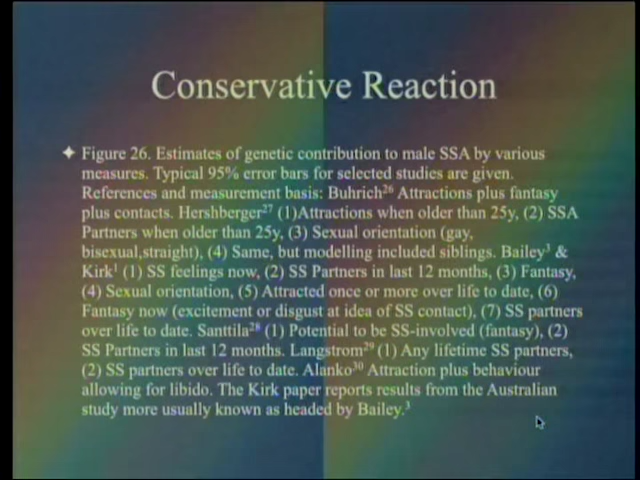 Conservative Reaction
✦ Figure 26. Estimates of genetic contribution to male SSA by various
measures. Typical 95% error bars for selected studies are given.
References and measurement basis: Buhrich²⁶ Attractions plus fantasy
plus contacts. Hershberger²⁷ (1)Attractions when older than 25y, (2) SSA
Partners when older than 25y, (3) Sexual orientation (gay,
bisexual,straight), (4) Same, but modelling included siblings. Bailey³ &
Kirk¹ (1) SS feelings now, (2) SS Partners in last 12 months, (3) Fantasy,
(4) Sexual orientation, (5) Attracted once or more over life to date, (6)
Fantasy now (excitement or disgust at idea of SS contact), (7) SS partners
over life to date. Santtila²⁸ (1) Potential to be SS-involved (fantasy), (2)
SS Partners in last 12 months. Langstrom²⁹ (1) Any lifetime SS partners,
(2) SS partners over life to date. Alanko³⁰ Attraction plus behaviour
allowing for libido. The Kirk paper reports results from the Australian
study more usually known as headed by Bailey.³